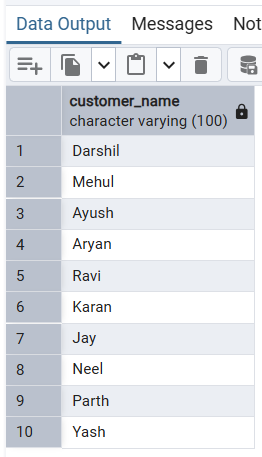 Data Output Messages Not
customer_name
character varying (100)
1 Darshil
2 Mehul
3 Ayush
4 Aryan
5 Ravi
6 Karan
7 Jay
8 Neel
9 Parth
10 Yash